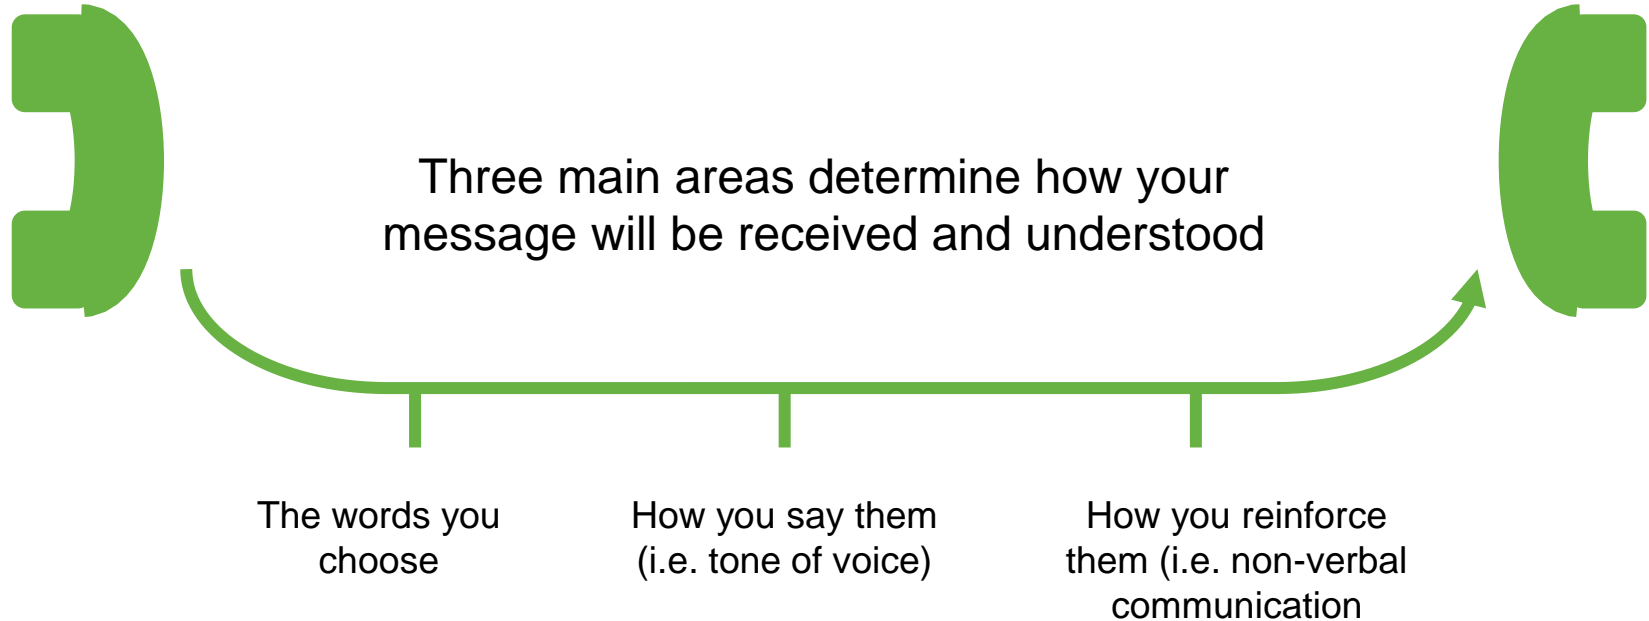 Three main areas determine how your
message will be received and understood
The words you
choose
How you say them
(i.e. tone of voice)
How you reinforce
them (i.e. non-verbal
communication